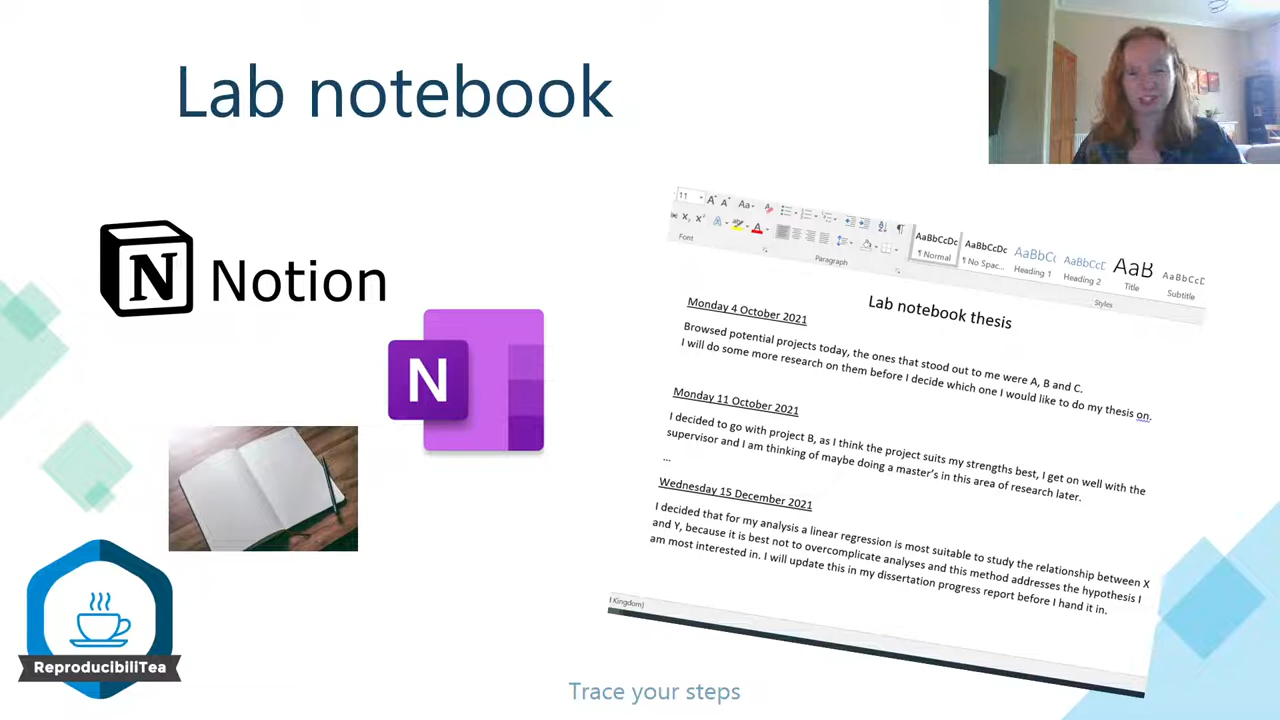 Lab notebook
N Notion
N
ReproducibiliTea
11 A A Aa A
X₂ X² A A
Font
Paragraph
AaBbCcDc AaBbCcDc AaBbC AaBbCcD AaB AaBbCcD
¶ Normal ¶ No Spac... Heading 1 Heading 2 Title Subtitle
Styles
Lab notebook thesis
Monday 4 October 2021
Browsed potential projects today, the ones that stood out to me were A, B and C.
I will do some more research on them before I decide which one I would like to do my thesis on.
Monday 11 October 2021
I decided to go with project B, as I think the project suits my strengths best, I get on well with the
supervisor and I am thinking of maybe doing a master's in this area of research later.
...
Wednesday 15 December 2021
I decided that for my analysis a linear regression is most suitable to study the relationship between X
and Y, because it is best not to overcomplicate analyses and this method addresses the hypothesis I
am most interested in. I will update this in my dissertation progress report before I hand it in.
Kingdom)
Trace your steps